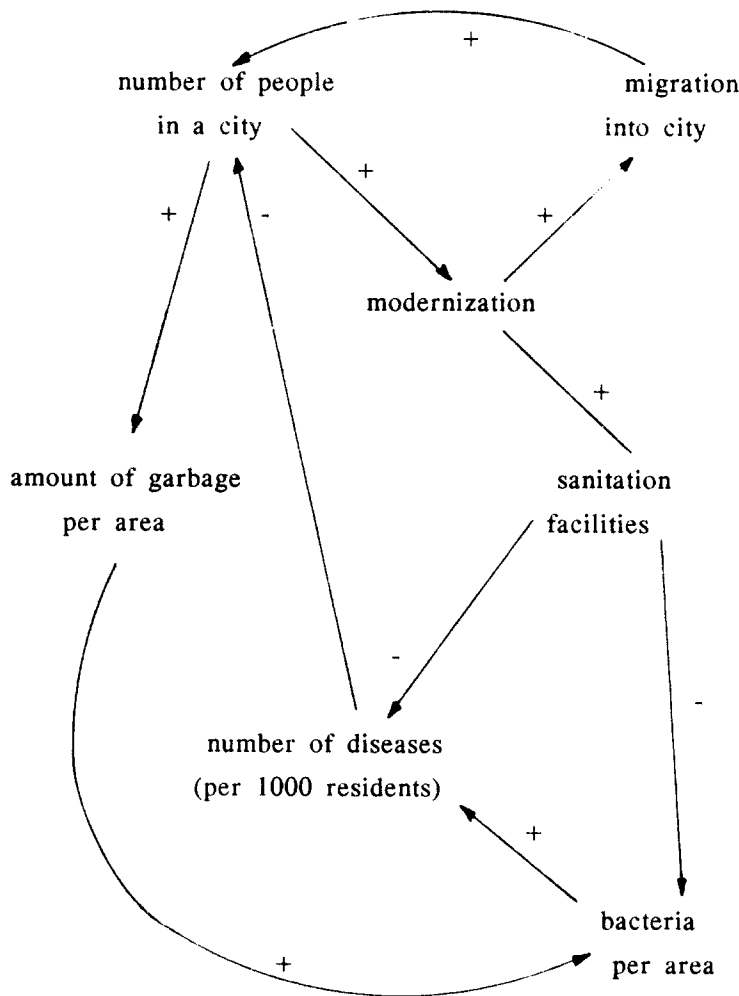 +
number of people
in a city
migration
into city
+
+
-
+
modernization
+
amount of garbage
per area
sanitation
facilities
-
-
number of diseases
(per 1000 residents)
+
bacteria
per area
+